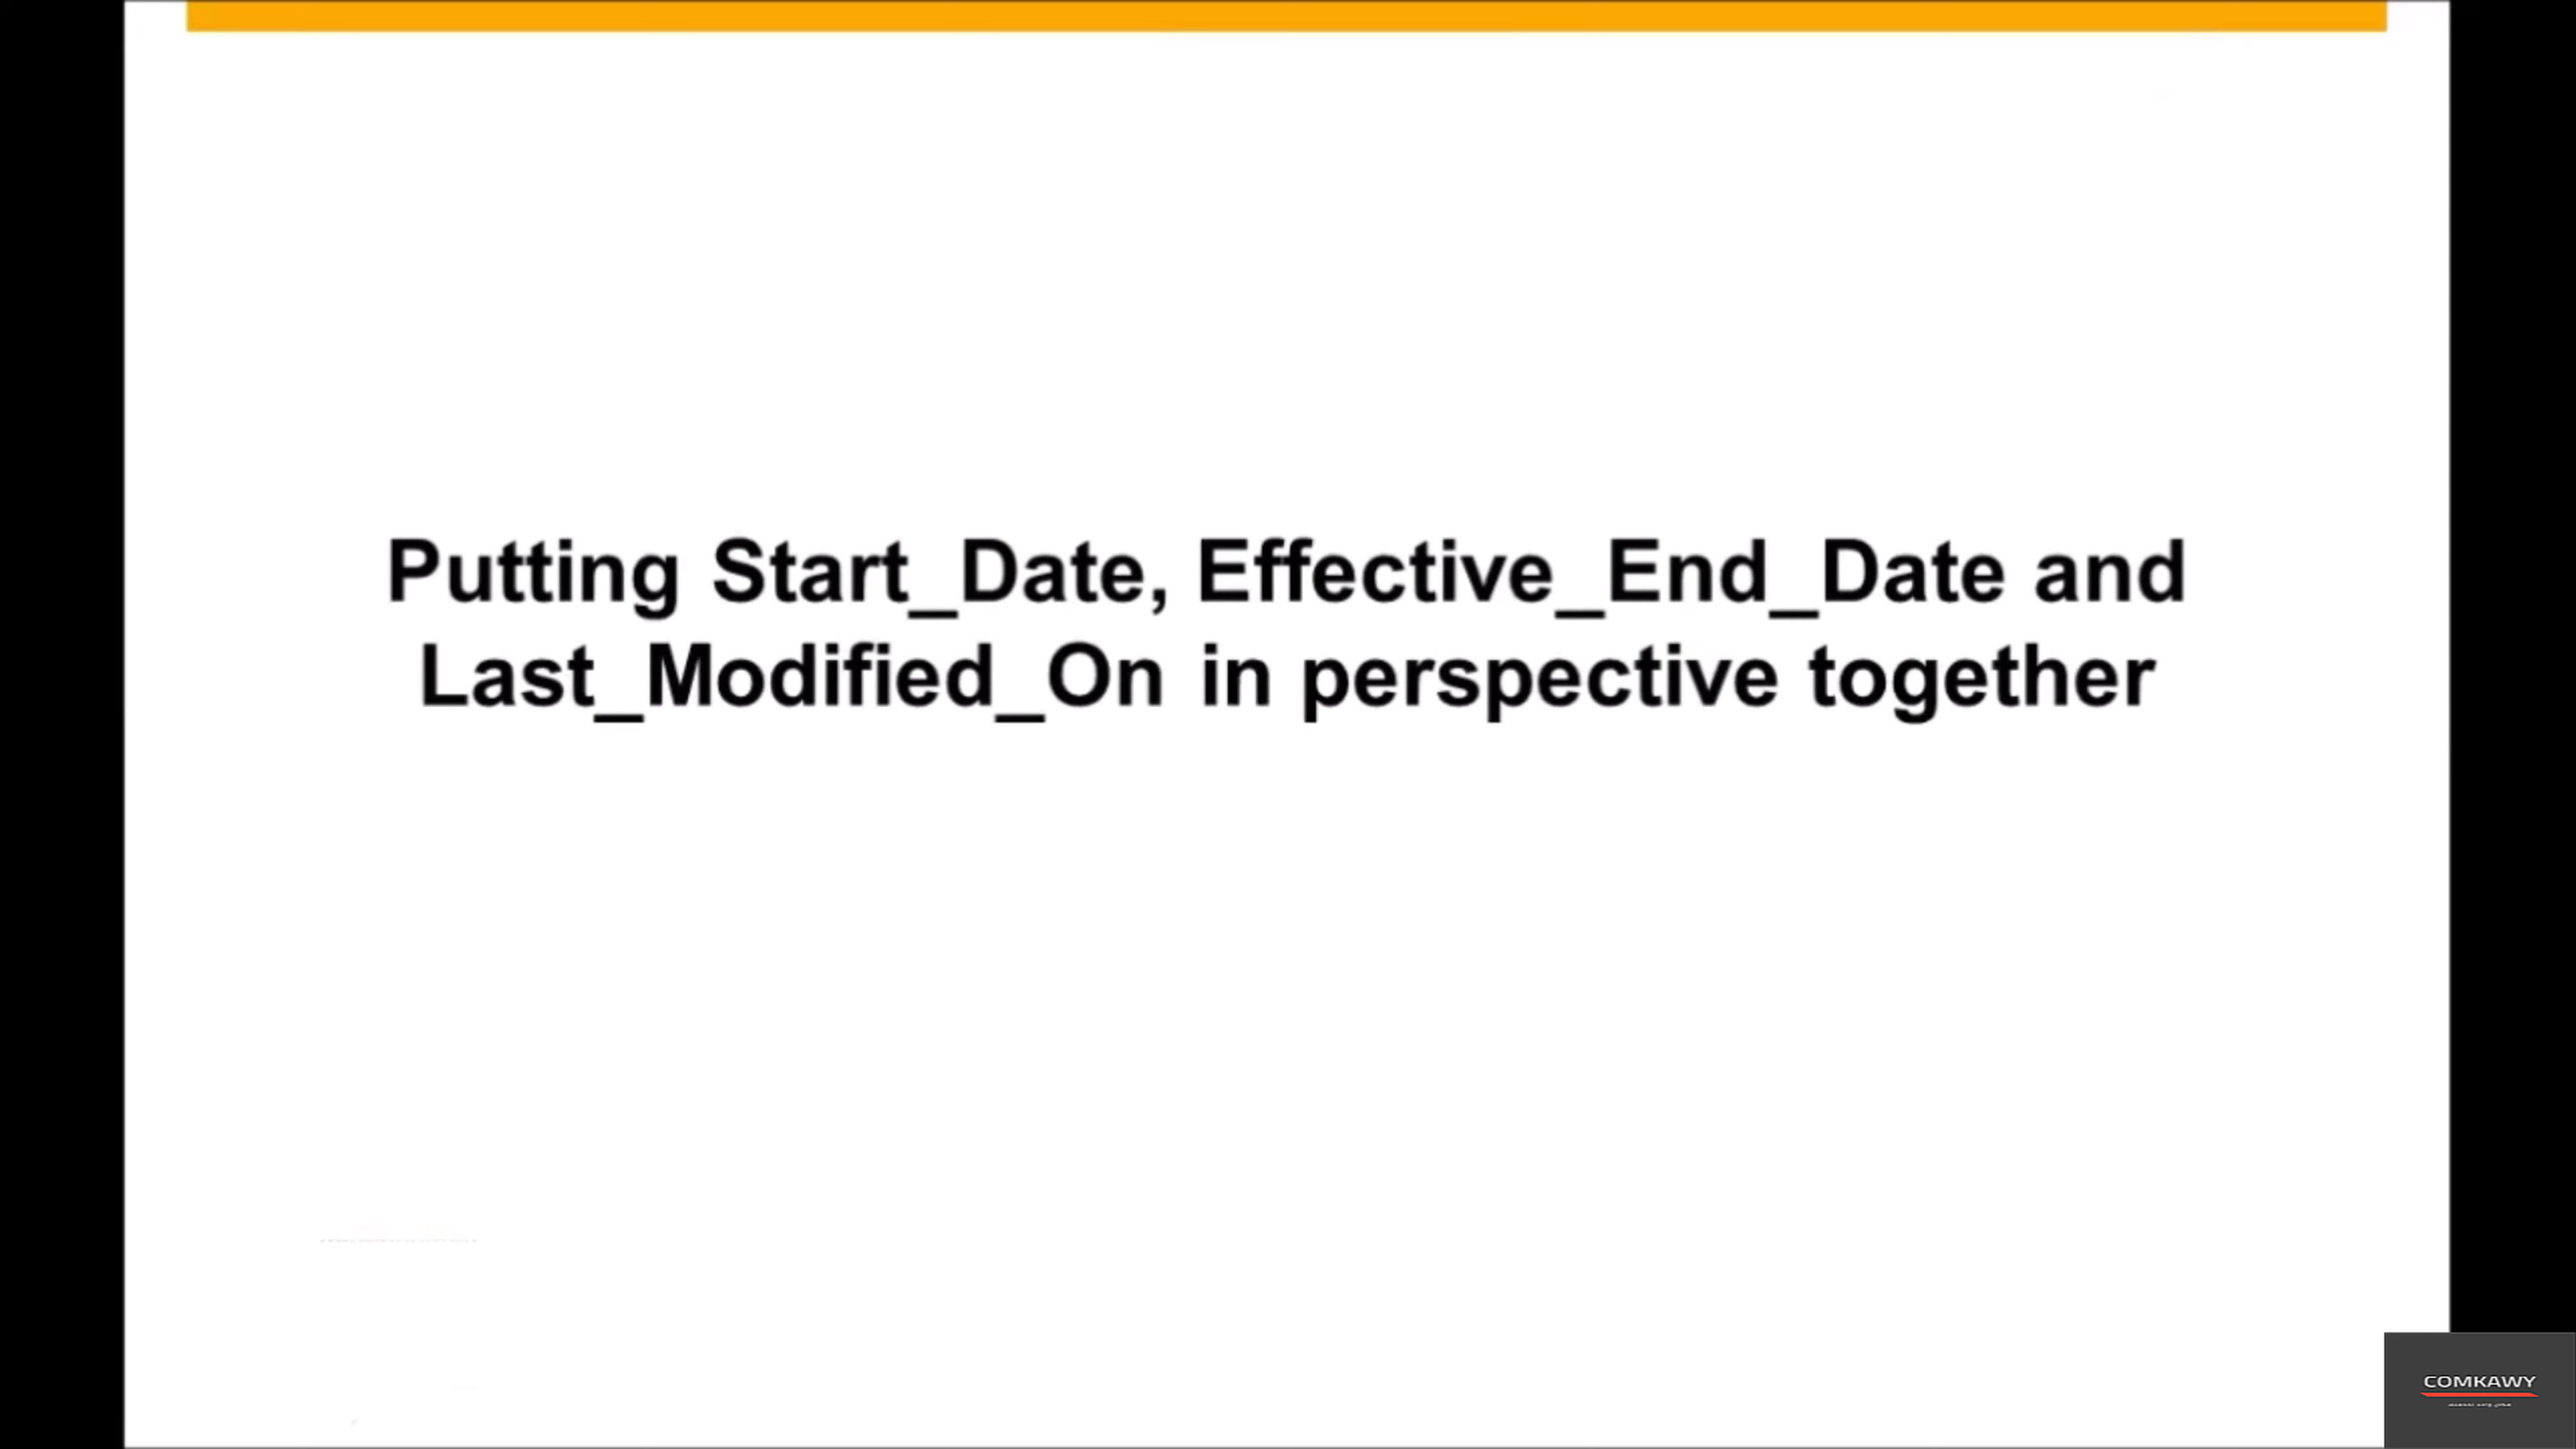 Putting Start_Date, Effective_End_Date and
Last_Modified_On in perspective together
COMKAWY